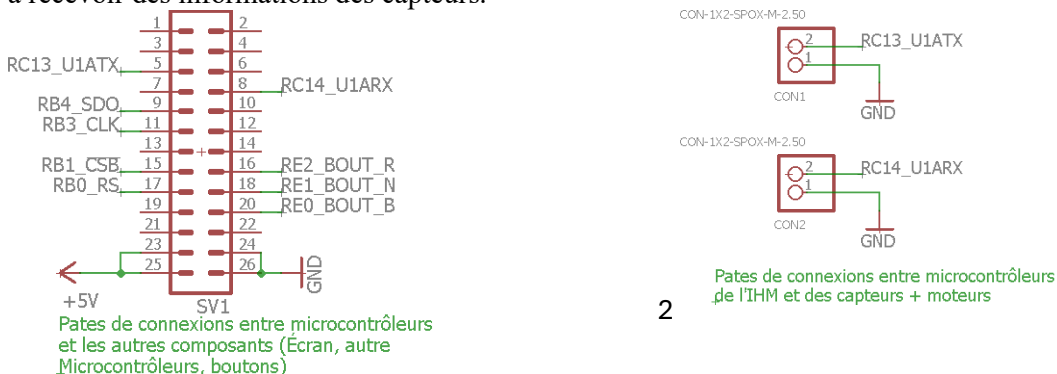 à recevoir des informations des capteurs.
1 2
3 4
RC13_U1ATX 5 6
7 8 RC14_U1ARX
RB4_SDO 9 10
RB3_CLK 11 12
13 14
RB1_CSB 15 16 RE2_BOUT_R
RB0_RS 17 18 RE1_BOUT_N
19 20 RE0_BOUT_B
21 22
23 24
25 26
+5V
GND
SV1
Pates de connexions entre microcontrôleurs
et les autres composants (Écran, autre
Microcontrôleurs, boutons)
CON-1X2-SPOX-M-2.50
2 RC13_U1ATX
1
CON1
GND
CON-1X2-SPOX-M-2.50
2 RC14_U1ARX
1
CON2
GND
Pates de connexions entre microcontrôleurs
de l'IHM et des capteurs + moteurs
2